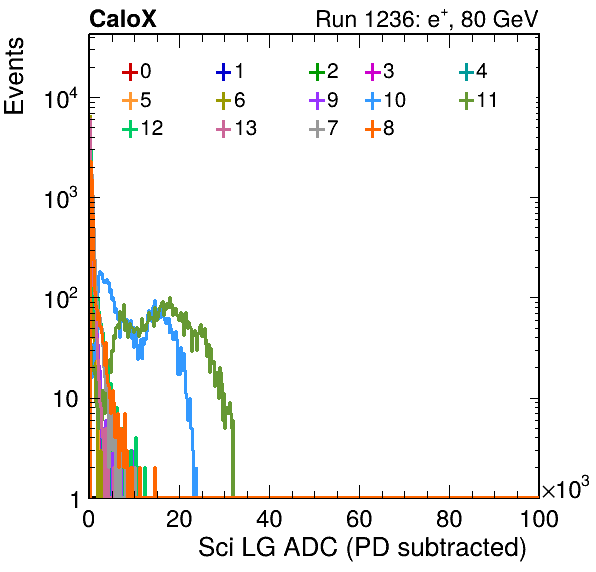 CaloX Run 1236: e⁺, 80 GeV
Events
0 1 2 3 4
5 6 9 10 11
12 13 7 8
10⁴
10³
10²
10
1
0 20 40 60 80 100
×10³
Sci LG ADC (PD subtracted)